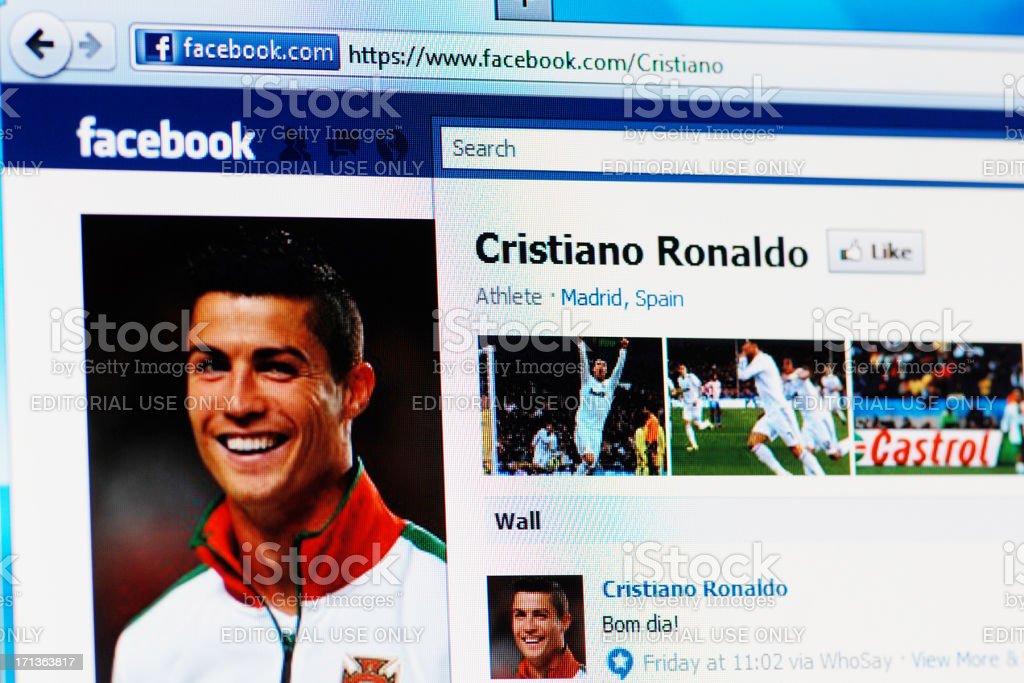 facebook.com https://www.facebook.com/Cristiano
facebook
Search
Cristiano Ronaldo Like
Athlete · Madrid, Spain
Castrol
Wall
Cristiano Ronaldo
Bom dia!
Friday at 11:02 via WhoSay · View More &
iStock
by Getty Images™
EDITORIAL USE ONLY
171363817